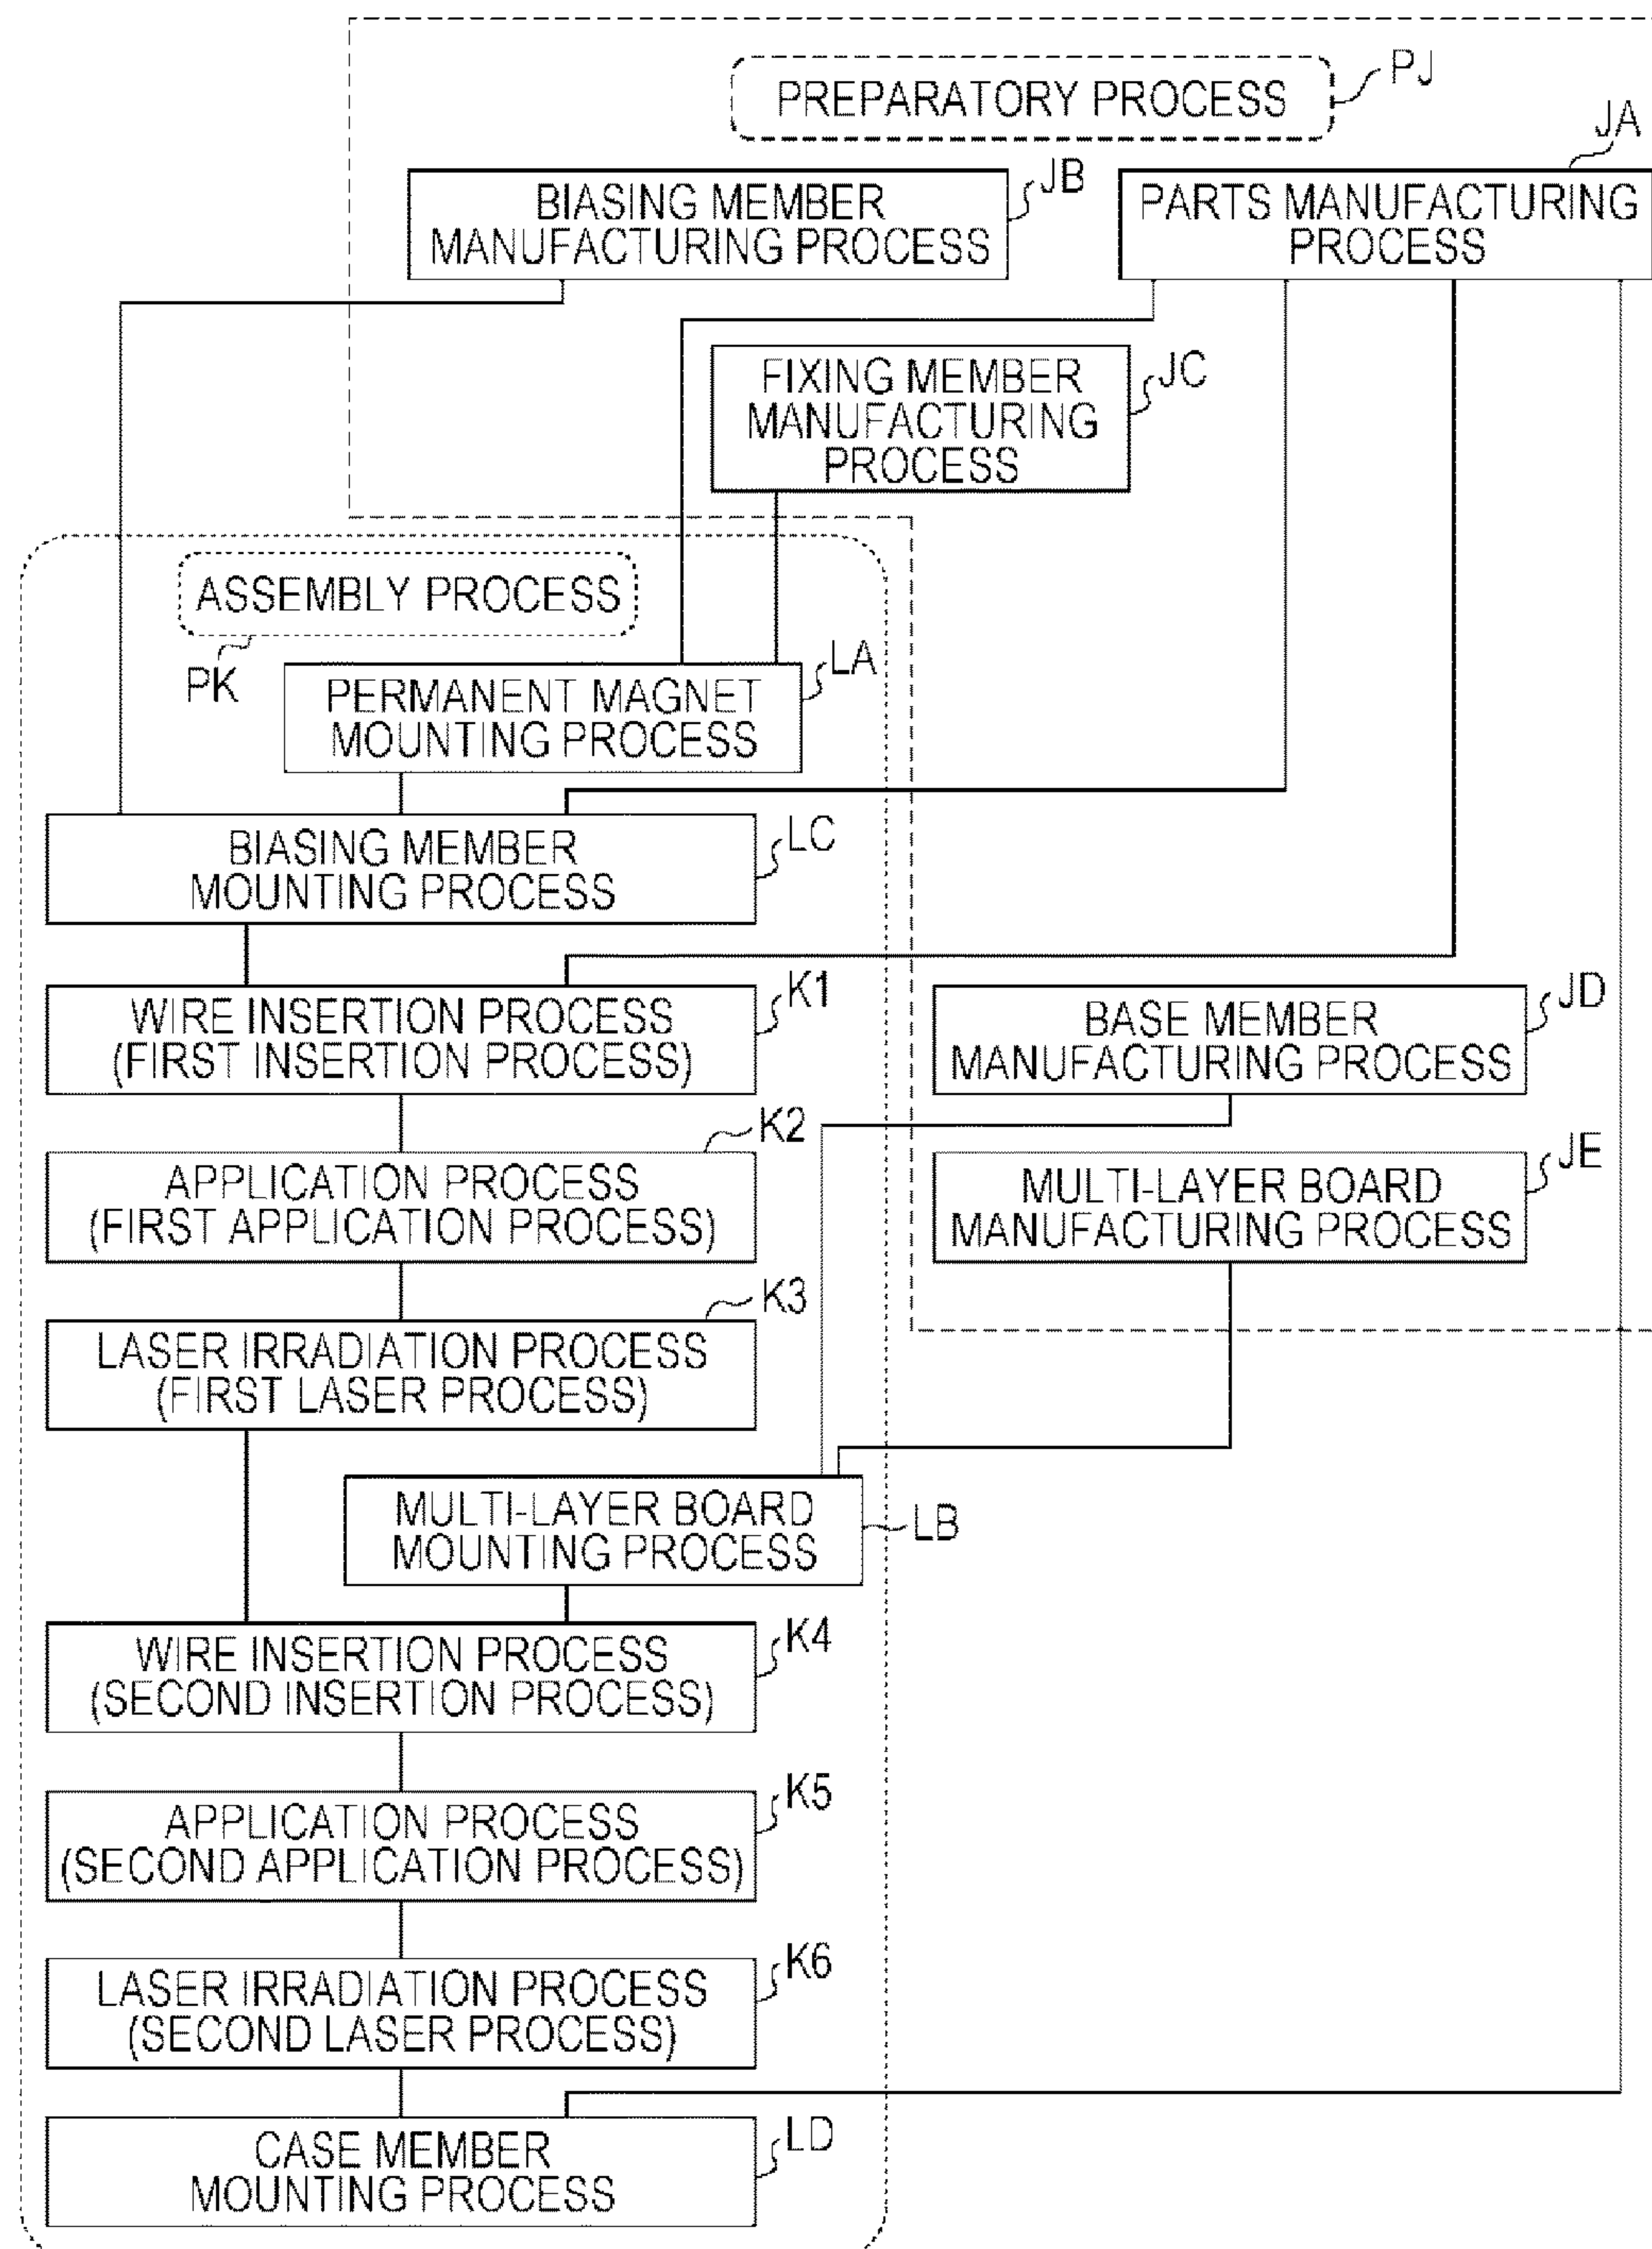 PREPARATORY PROCESS
PJ
JA
BIASING MEMBER
MANUFACTURING PROCESS
JB
PARTS MANUFACTURING
PROCESS
FIXING MEMBER
MANUFACTURING
PROCESS
JC
ASSEMBLY PROCESS
PK
PERMANENT MAGNET
MOUNTING PROCESS
LA
BIASING MEMBER
MOUNTING PROCESS
LC
WIRE INSERTION PROCESS
(FIRST INSERTION PROCESS)
K1
BASE MEMBER
MANUFACTURING PROCESS
JD
APPLICATION PROCESS
(FIRST APPLICATION PROCESS)
K2
MULTI-LAYER BOARD
MANUFACTURING PROCESS
JE
LASER IRRADIATION PROCESS
(FIRST LASER PROCESS)
K3
MULTI-LAYER BOARD
MOUNTING PROCESS
LB
WIRE INSERTION PROCESS
(SECOND INSERTION PROCESS)
K4
APPLICATION PROCESS
(SECOND APPLICATION PROCESS)
K5
LASER IRRADIATION PROCESS
(SECOND LASER PROCESS)
K6
CASE MEMBER
MOUNTING PROCESS
LD